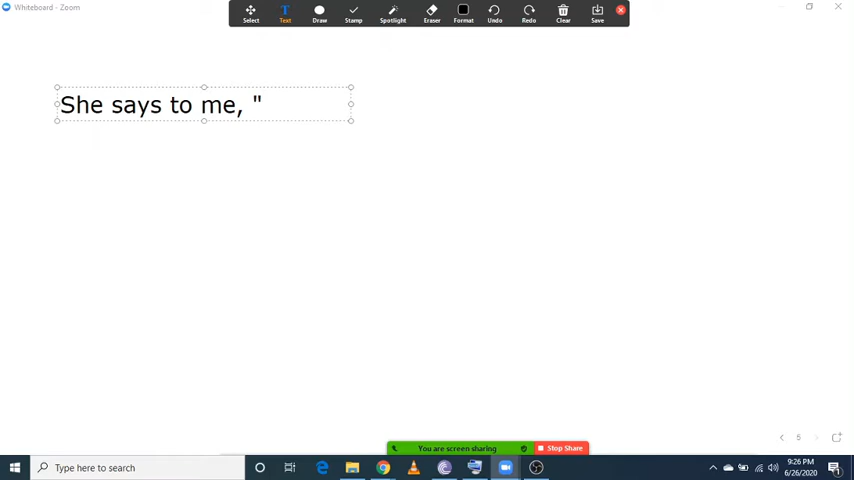 Whiteboard - Zoom
Select
Text
Draw
Stamp
Spotlight
Eraser
Format
Undo
Redo
Clear
Save
She says to me, "
5
You are screen sharing
Stop Share
Type here to search
9:26 PM
6/26/2020